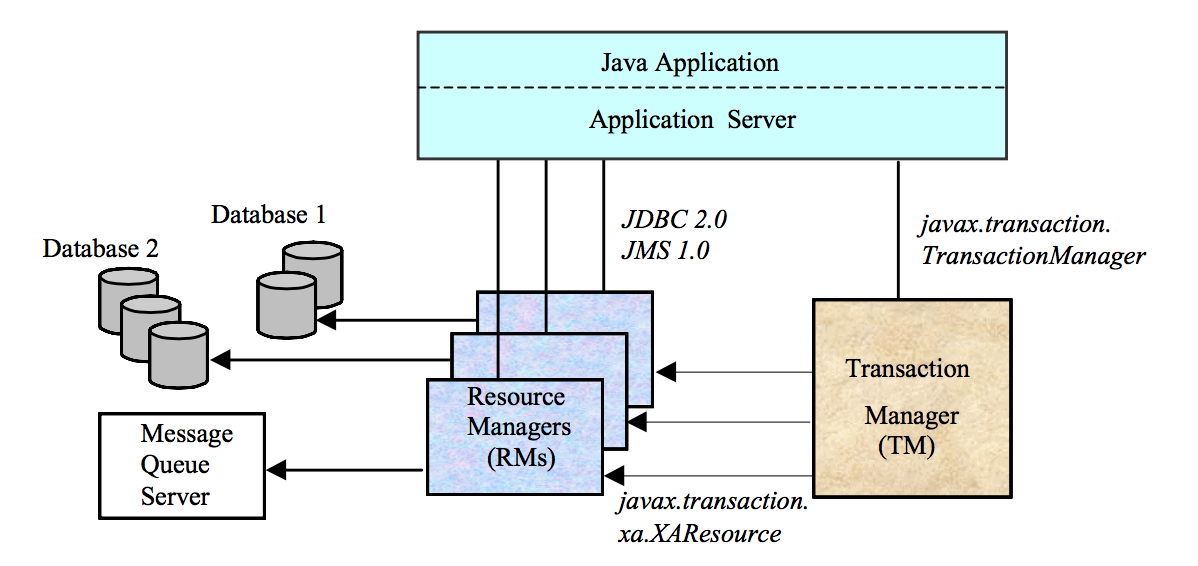 Java Application
Application Server
Database 1
Database 2
JDBC 2.0
JMS 1.0
javax.transaction.
TransactionManager
Resource
Managers
(RMs)
Transaction
Manager
(TM)
Message
Queue
Server
javax.transaction.
xa.XAResource